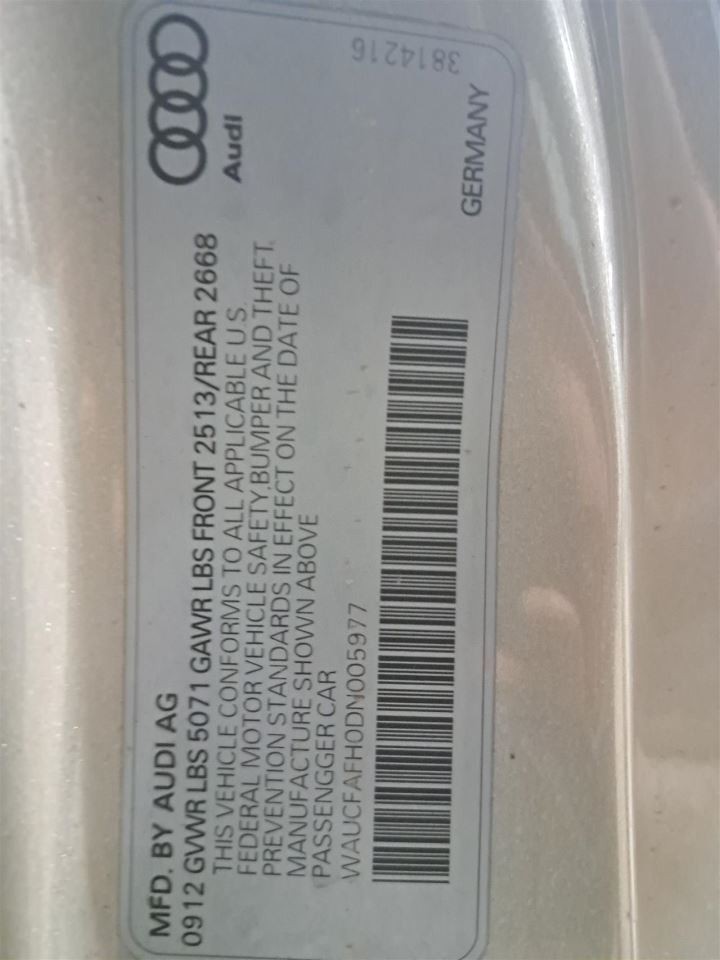 MFD. BY AUDI AG
0912 GVWR LBS 5071 GAWR LBS FRONT 2513/REAR 2668
THIS VEHICLE CONFORMS TO ALL APPLICABLE U.S.
FEDERAL MOTOR VEHICLE SAFETY,BUMPER AND THEFT
PREVENTION STANDARDS IN EFFECT ON THE DATE OF
MANUFACTURE SHOWN ABOVE
PASSENGGER CAR
WAUCFAFH0DN005977
Audi
GERMANY
3814216